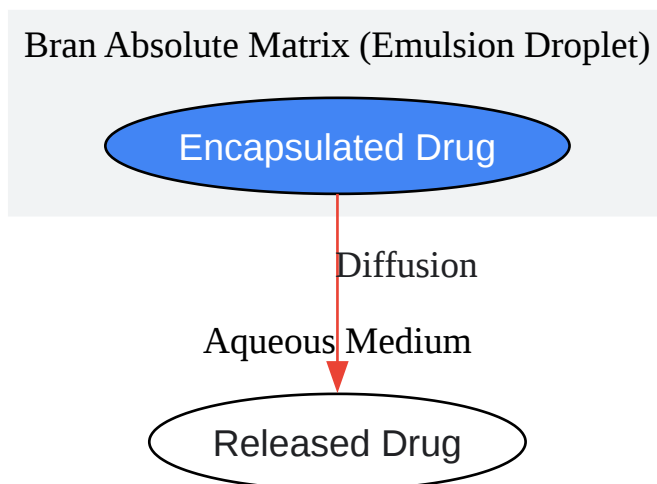 Bran Absolute Matrix (Emulsion Droplet)
Encapsulated Drug
Diffusion
Aqueous Medium
Released Drug